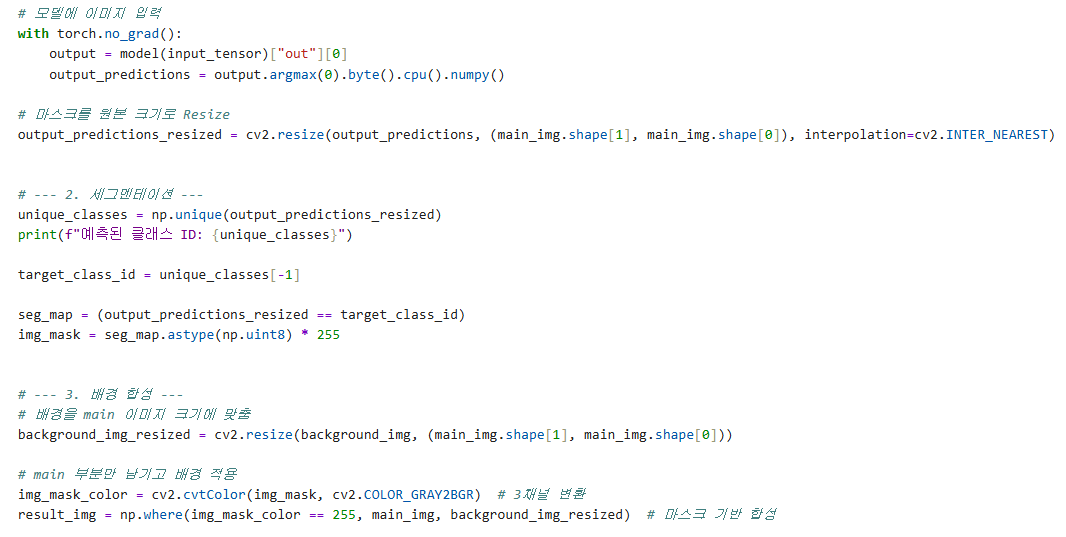 # 모델에 이미지 입력
with torch.no_grad():
    output = model(input_tensor)["out"][0]
    output_predictions = output.argmax(0).byte().cpu().numpy()
# 마스크를 원본 크기로 Resize
output_predictions_resized = cv2.resize(output_predictions, (main_img.shape[1], main_img.shape[0]), interpolation=cv2.INTER_NEAREST)
# --- 2. 세그멘테이션 ---
unique_classes = np.unique(output_predictions_resized)
print(f"예측된 클래스 ID: {unique_classes}")
target_class_id = unique_classes[-1]
seg_map = (output_predictions_resized == target_class_id)
img_mask = seg_map.astype(np.uint8) * 255
# --- 3. 배경 합성 ---
# 배경을 main 이미지 크기에 맞춤
background_img_resized = cv2.resize(background_img, (main_img.shape[1], main_img.shape[0]))
# main 부분만 남기고 배경 적용
img_mask_color = cv2.cvtColor(img_mask, cv2.COLOR_GRAY2BGR)  # 3채널 변환
result_img = np.where(img_mask_color == 255, main_img, background_img_resized)  # 마스크 기반 합성